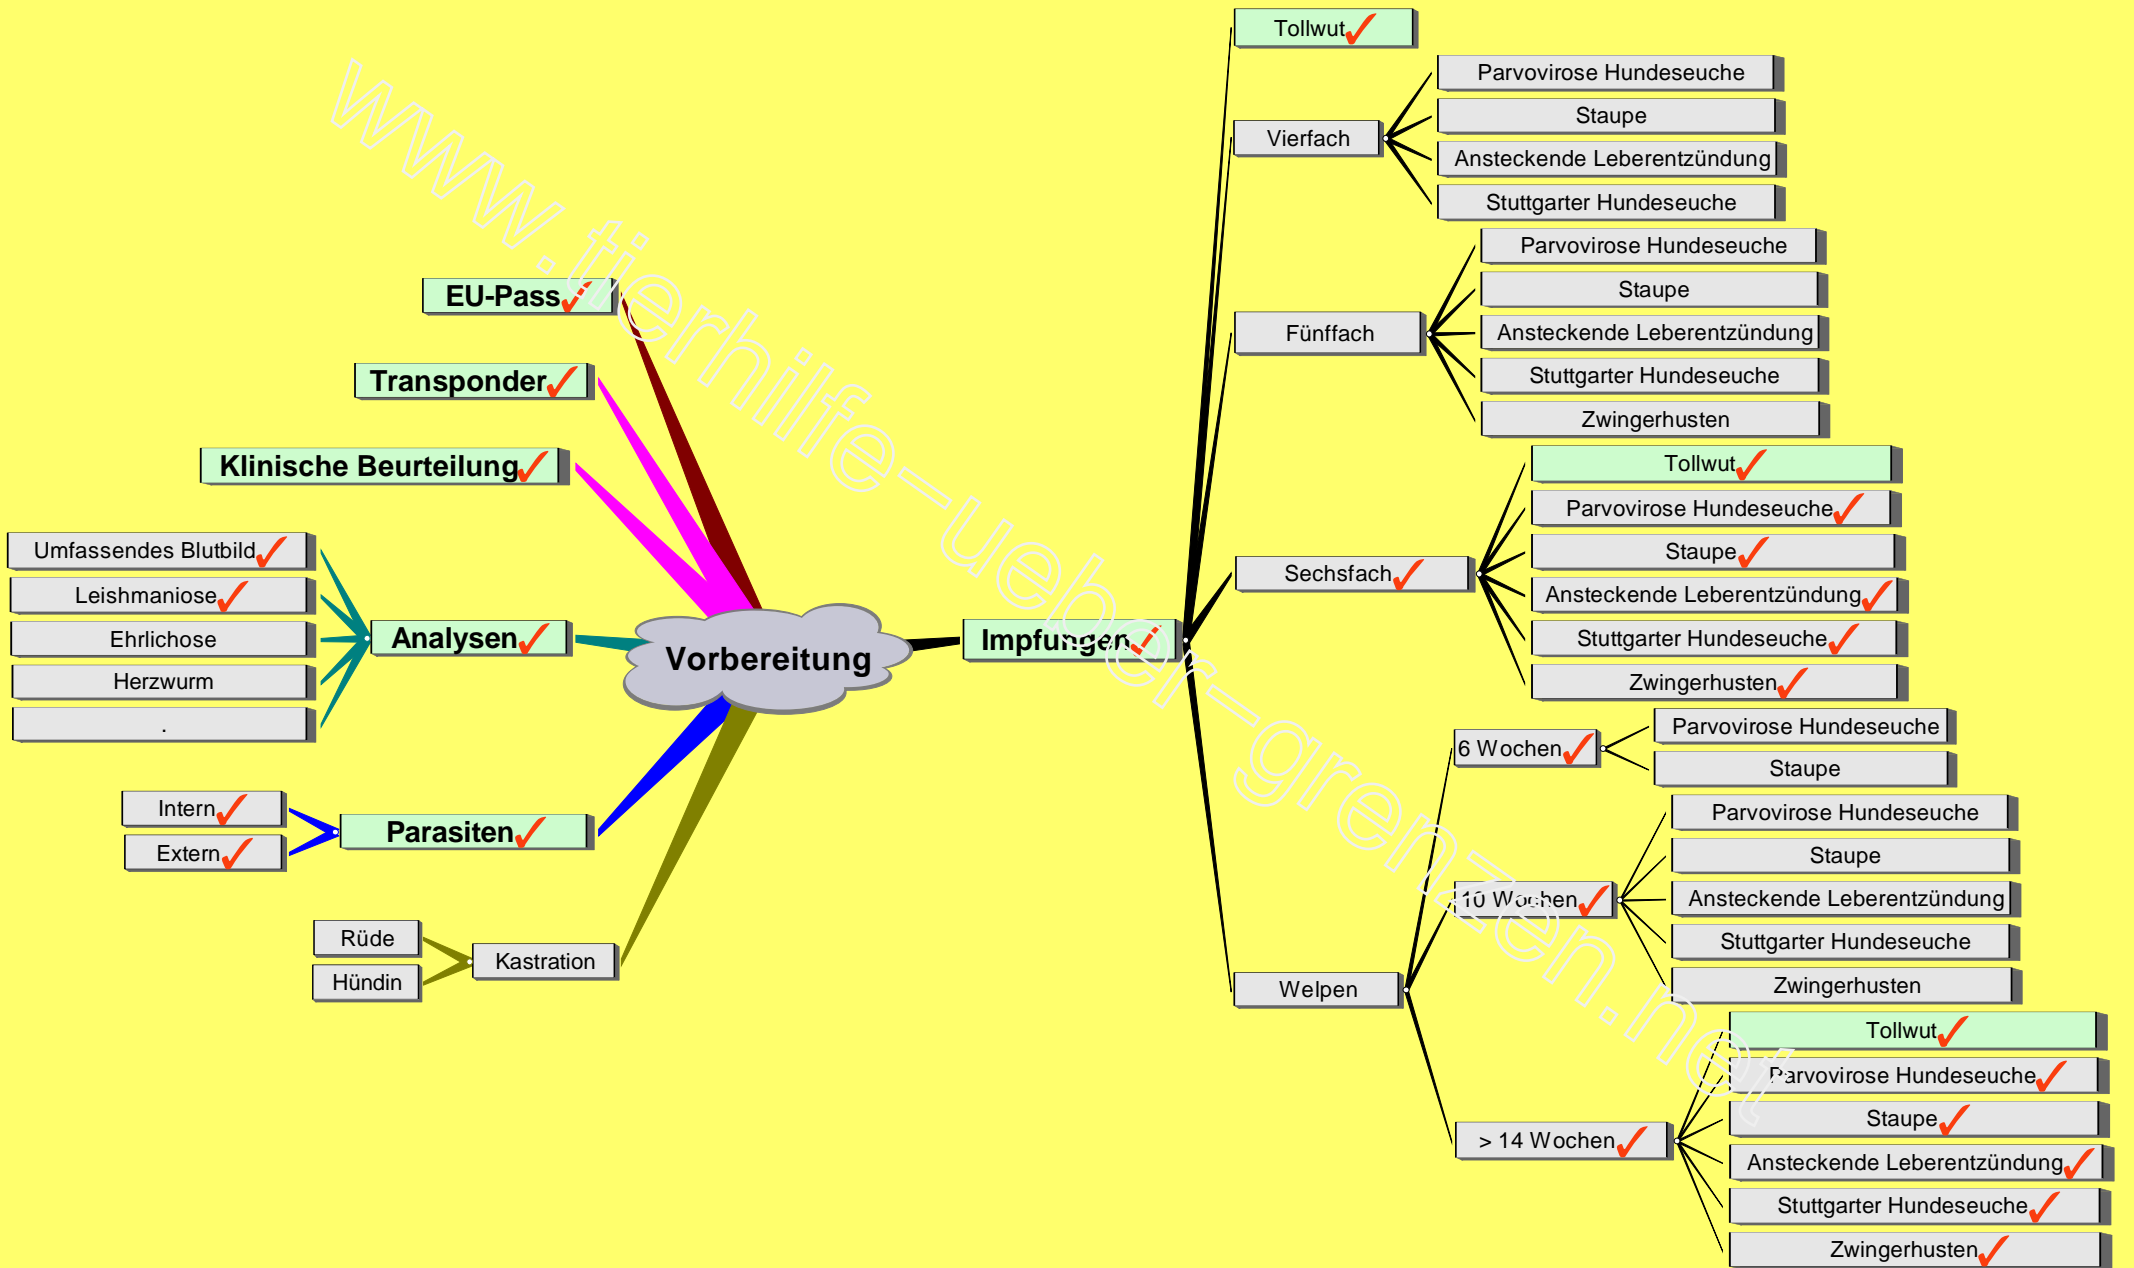 www.tierhilfe-ueber-grenzen.net
Vorbereitung
EU-Pass
Transponder
Klinische Beurteilung
Analysen
Umfassendes Blutbild
Leishmaniose
Ehrlichose
Herzwurm
.
Parasiten
Intern
Extern
Kastration
Rüde
Hündin
Impfungen
Tollwut
Vierfach
Parvovirose Hundeseuche
Staupe
Ansteckende Leberentzündung
Stuttgarter Hundeseuche
Fünffach
Parvovirose Hundeseuche
Staupe
Ansteckende Leberentzündung
Stuttgarter Hundeseuche
Zwingerhusten
Sechsfach
Tollwut
Parvovirose Hundeseuche
Staupe
Ansteckende Leberentzündung
Stuttgarter Hundeseuche
Zwingerhusten
Welpen
6 Wochen
Parvovirose Hundeseuche
Staupe
10 Wochen
Parvovirose Hundeseuche
Staupe
Ansteckende Leberentzündung
Stuttgarter Hundeseuche
Zwingerhusten
> 14 Wochen
Tollwut
Parvovirose Hundeseuche
Staupe
Ansteckende Leberentzündung
Stuttgarter Hundeseuche
Zwingerhusten